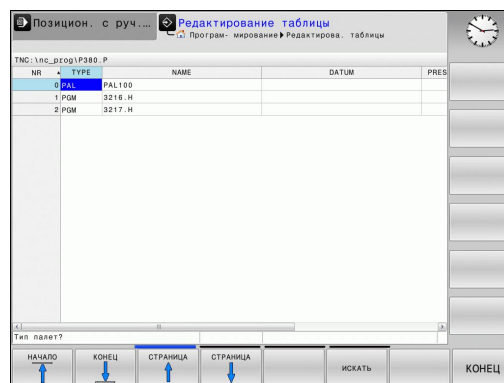 Позицион. с руч.…
Редактирование таблицы
Програм- мирование ▸ Редактирова. таблицы
TNC:\nc_prog\P380.P
NR TYPE NAME DATUM PRES
0 PAL PAL100
1 PGM 3216.H
2 PGM 3217.H
Тип палет?
НАЧАЛО КОНЕЦ СТРАНИЦА СТРАНИЦА ИСКАТЬ КОНЕЦ